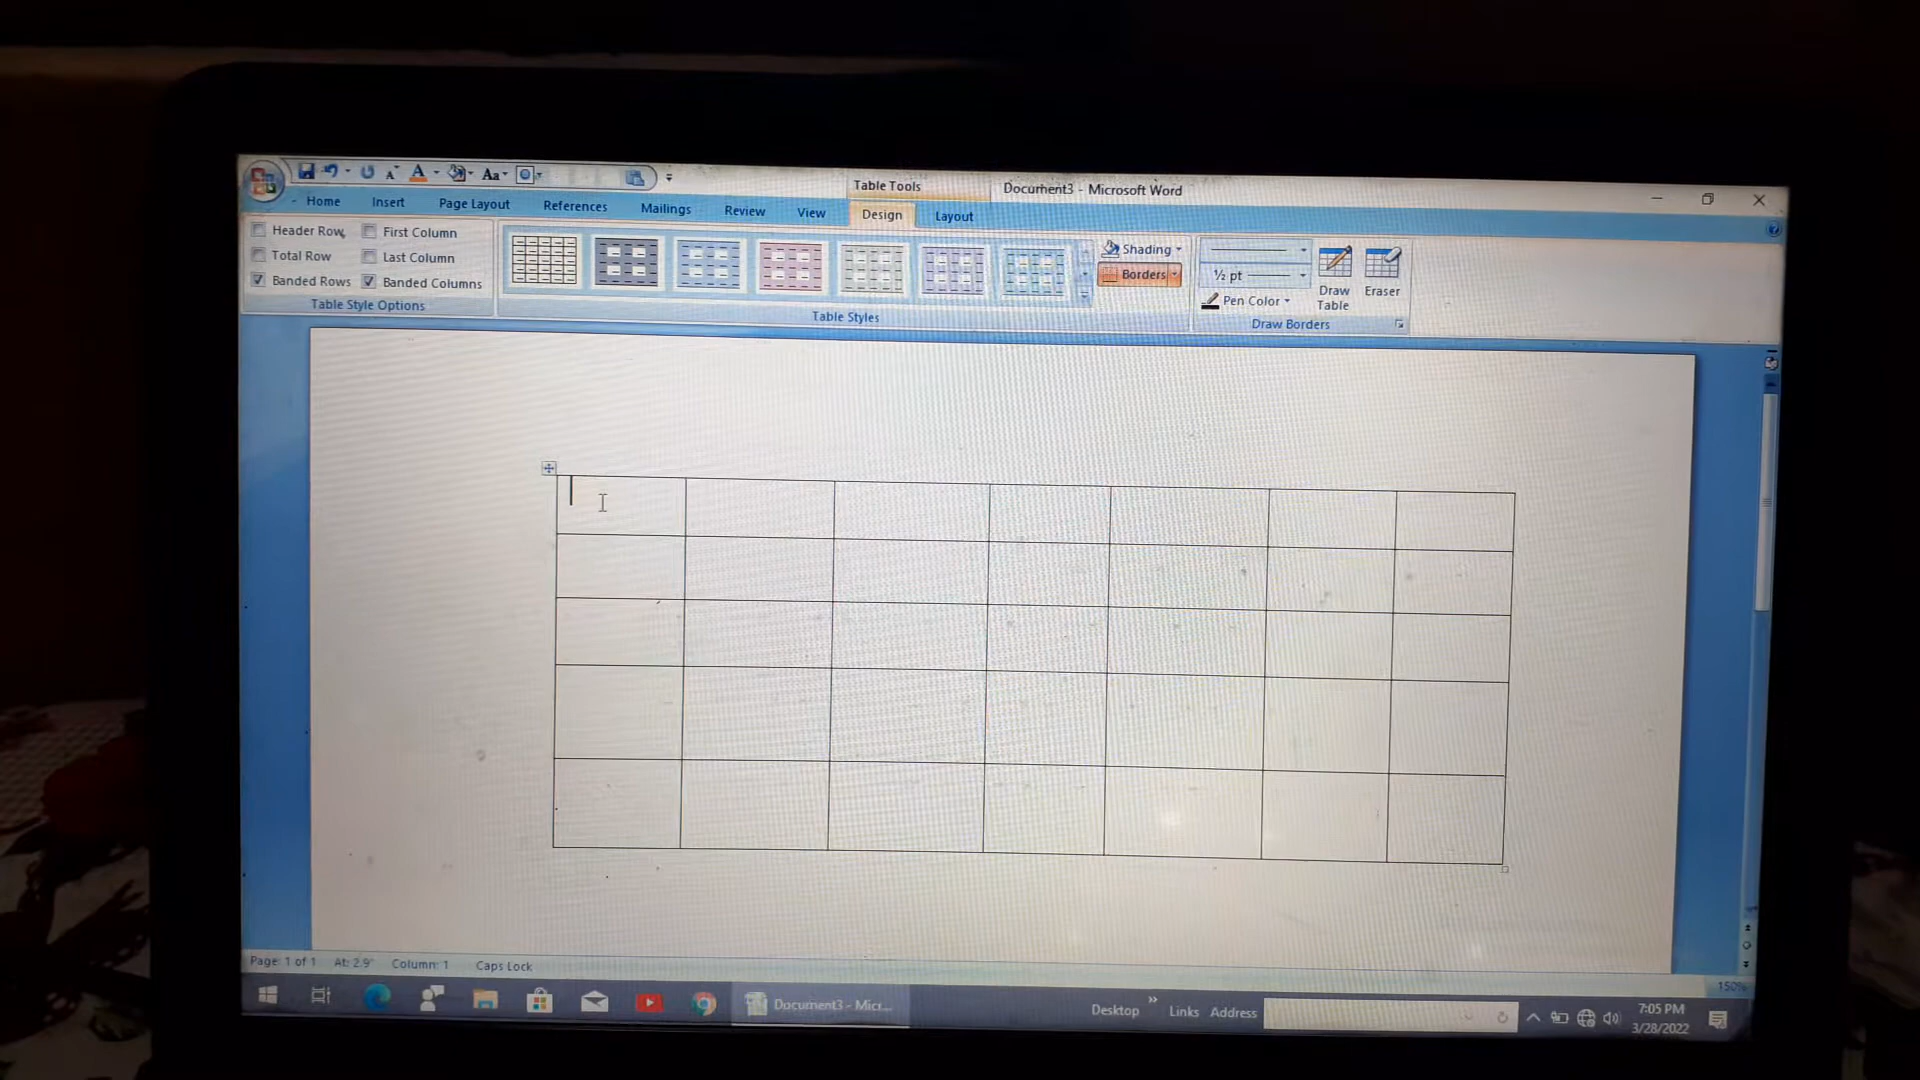 Table Tools
Document3 - Microsoft Word
Home
Insert
Page Layout
References
Mailings
Review
View
Design
Layout
Header Row
First Column
Total Row
Last Column
Banded Rows
Banded Columns
Table Style Options
Table Styles
Shading
Borders
½ pt
Pen Color
Draw
Table
Eraser
Draw Borders
Page: 1 of 1
At: 2.9"
Column: 1
Caps Lock
150%
Document3 - Micr...
Desktop
Links
Address
7:05 PM
3/28/2022